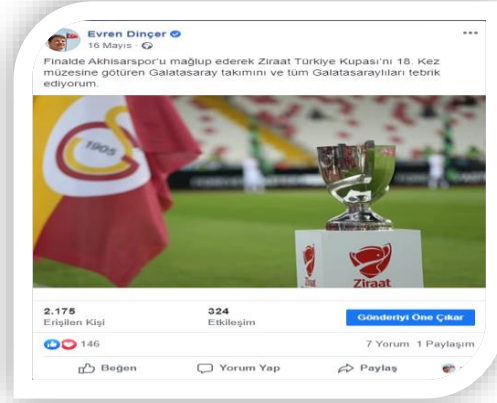 Evren Dinçer
16 Mayıs ·
Finalde Akhisarspor'u mağlup ederek Ziraat Türkiye Kupası'nı 18. Kez
müzesine götüren Galatasaray takımını ve tüm Galatasaraylıları tebrik
ediyorum.
1905
Ziraat
2.175
Erişilen Kişi
324
Etkileşim
Gönderiyi Öne Çıkar
146
7 Yorum 1 Paylaşım
Beğen
Yorum Yap
Paylaş